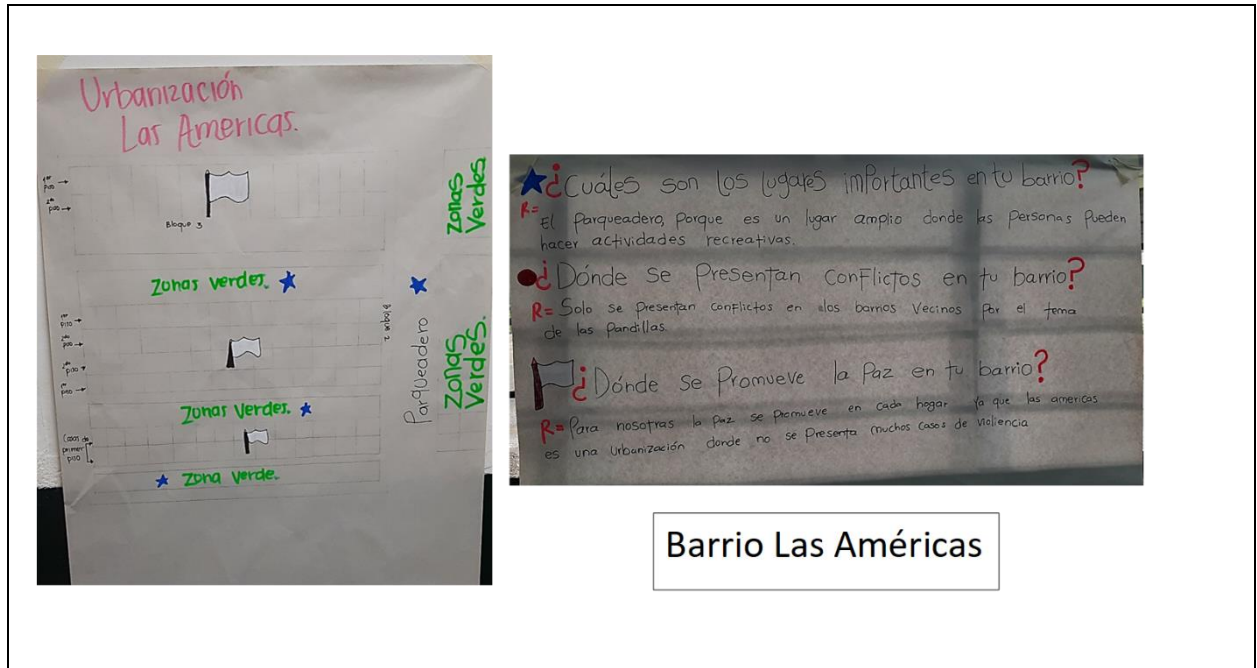 Urbanización
Las Americas.
Bloque 3
Zonas
Verdes
Zonas verdes.
Bloque 2
Parqueadero
Zonas
Verdes.
Zonas Verdes.
Casas de
primer
piso
Zona verde.
¿Cuáles son los lugares importantes en tu barrio?
R= El parqueadero, porque es un lugar amplio donde las personas pueden
hacer actividades recreativas.
¿Dónde se Presentan conflictos en tu barrio?
R= Solo se presentan conflictos en los barrios vecinos por el tema
de las Pandillas
¿Dónde se Promueve la Paz en tu barrio?
R= Para nosotras la paz se promueve en cada hogar ya que las americas
es una urbanización donde no se presenta muchos casos de violiencia
Barrio Las Américas